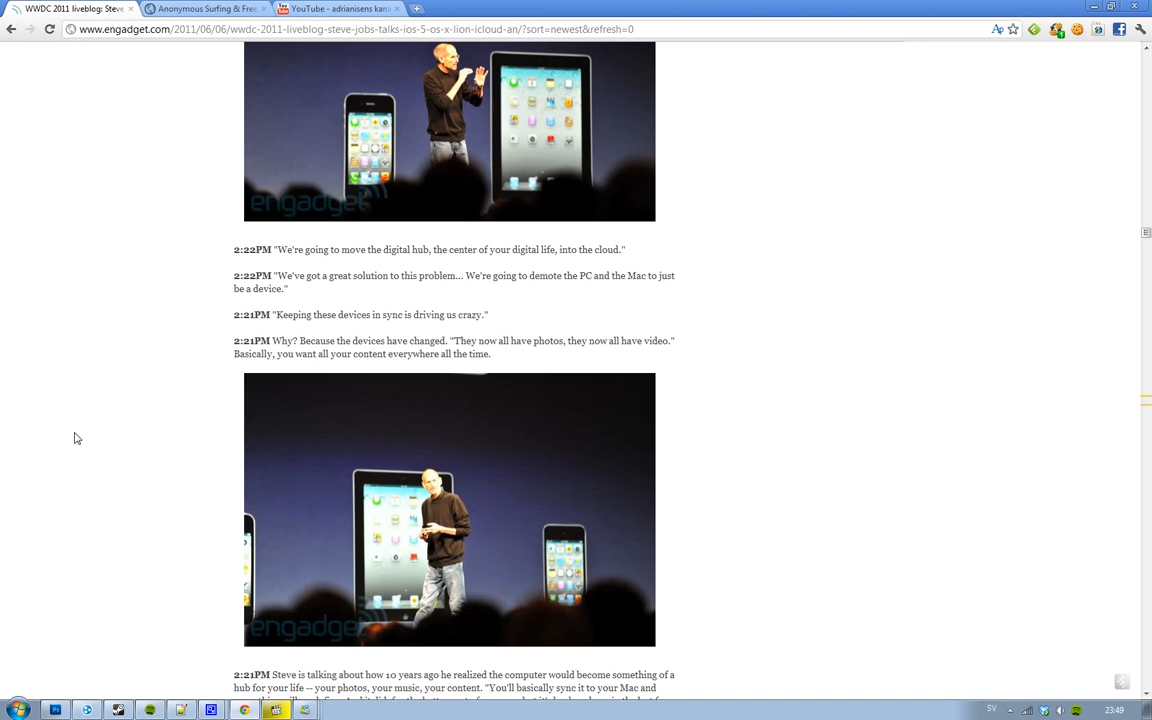 WWDC 2011 liveblog: Steve
Anonymous Surfing & Free
YouTube - adrianisens kana
www.engadget.com/2011/06/06/wwdc-2011-liveblog-steve-jobs-talks-ios-5-os-x-lion-icloud-an/?sort=newest&refresh=0
engadget
2:22PM "We're going to move the digital hub, the center of your digital life, into the cloud."
2:22PM "We've got a great solution to this problem... We're going to demote the PC and the Mac to just
be a device."
2:21PM "Keeping these devices in sync is driving us crazy."
2:21PM Why? Because the devices have changed. "They now all have photos, they now all have video."
Basically, you want all your content everywhere all the time.
engadget
2:21PM Steve is talking about how 10 years ago he realized the computer would become something of a
hub for your life -- your photos, your music, your content. "You'll basically sync it to your Mac and
SV
23:49